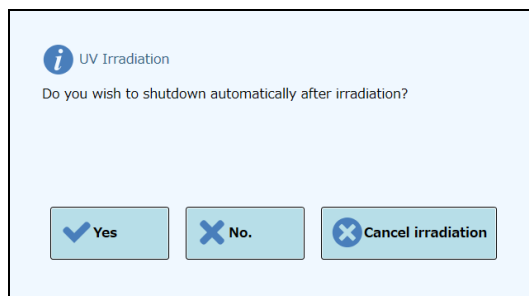 UV Irradiation
Do you wish to shutdown automatically after irradiation?
Yes
No.
Cancel irradiation